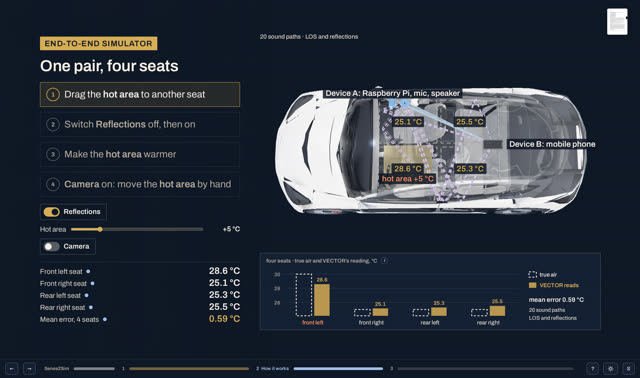 END-TO-END SIMULATOR
One pair, four seats
1 Drag the hot area to another seat
2 Switch Reflections off, then on
3 Make the hot area warmer
4 Camera on: move the hot area by hand
Reflections
Hot area +5 °C
Camera
Front left seat 28.6 °C
Front right seat 25.1 °C
Rear left seat 25.3 °C
Rear right seat 25.5 °C
Mean error, 4 seats 0.59 °C
20 sound paths · LOS and reflections
Device A: Raspberry Pi, mic, speaker
25.1 °C
25.5 °C
Device B: mobile phone
28.6 °C
25.3 °C
hot area +5 °C
four seats · true air and VECTOR's reading, °C i
30
28
26
28.6
25.1
25.3
25.5
front left
front right
rear left
rear right
true air
VECTOR reads
mean error 0.59 °C
20 sound paths
LOS and reflections
← →
1
2 How it works
3
?